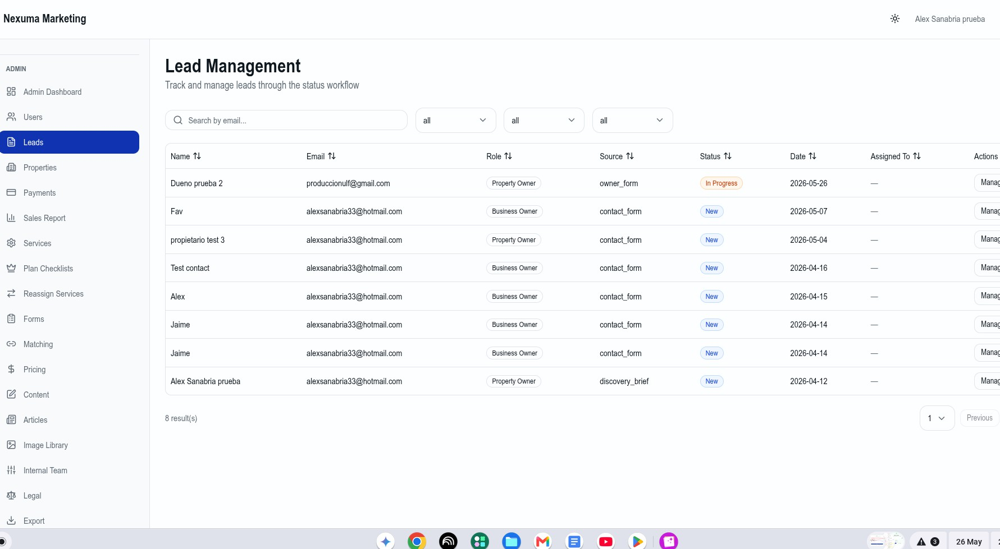 Nexuma Marketing
Alex Sanabria prueba
ADMIN
Admin Dashboard
Users
Leads
Properties
Payments
Sales Report
Services
Plan Checklists
Reassign Services
Forms
Matching
Pricing
Content
Articles
Image Library
Internal Team
Legal
Export
Lead Management
Track and manage leads through the status workflow
Search by email... all all all
Name Email Role Source Status Date Assigned To Actions
Dueno prueba 2 produccionulf@gmail.com Property Owner owner_form In Progress 2026-05-26 — Manag
Fav alexsanabria33@hotmail.com Business Owner contact_form New 2026-05-07 — Manag
propietario test 3 alexsanabria33@hotmail.com Property Owner contact_form New 2026-05-04 — Manag
Test contact alexsanabria33@hotmail.com Business Owner contact_form New 2026-04-16 — Manag
Alex alexsanabria33@hotmail.com Business Owner contact_form New 2026-04-15 — Manag
Jaime alexsanabria33@hotmail.com Business Owner contact_form New 2026-04-14 — Manag
Jaime alexsanabria33@hotmail.com Business Owner contact_form New 2026-04-14 — Manag
Alex Sanabria prueba alexsanabria33@hotmail.com Property Owner discovery_brief New 2026-04-12 — Manag
8 result(s) 1 Previous
3 26 May